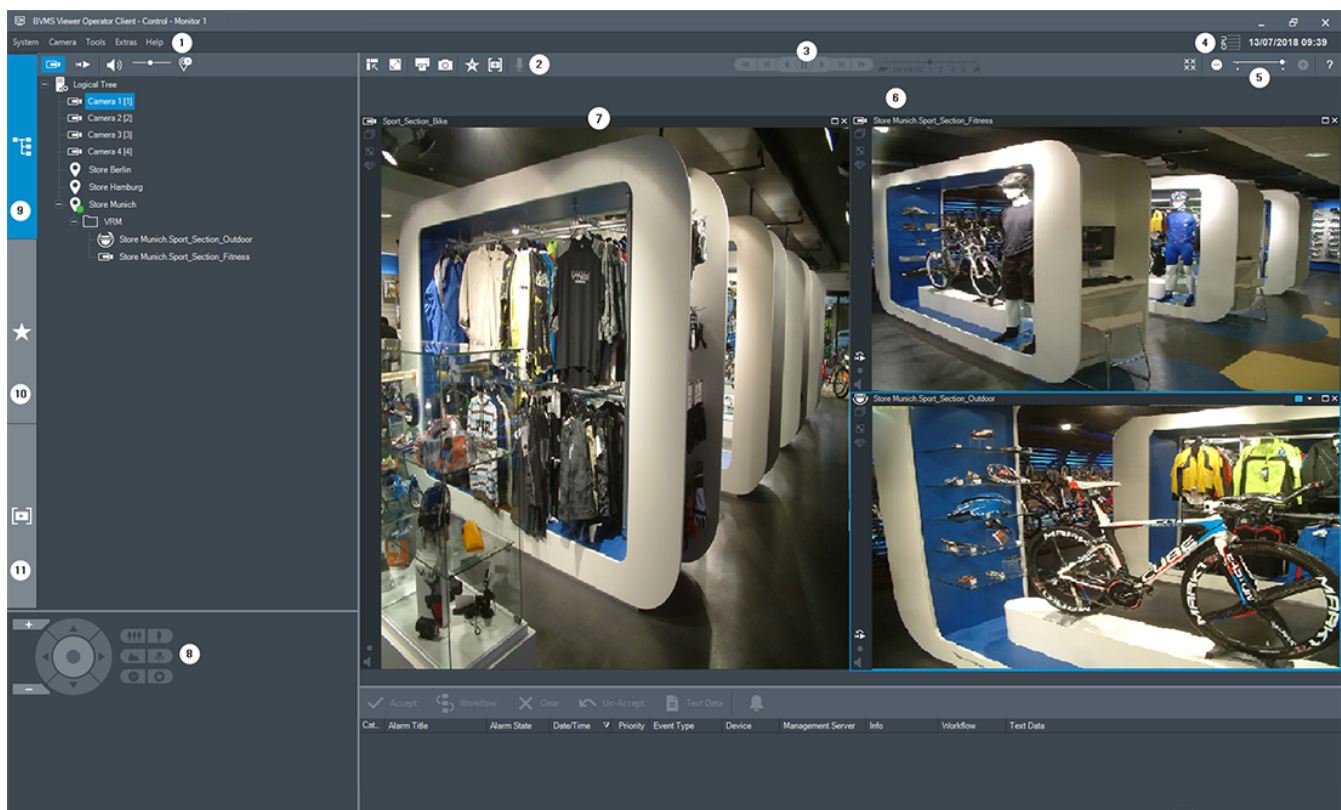 BVMS Viewer Operator Client - Control - Monitor 1
System Camera Tools Extras Help 1
3
4 13/07/2018 09:39
2
5
?
6
Logical Tree
Camera 1 [1]
Camera 2 [2]
Camera 3 [3]
Camera 4 [4]
Store Berlin
Store Hamburg
Store Munich
VRM
Store Munich.Sport_Section_Outdoor
Store Munich.Sport_Section_Fitness
9
10
11
8
Sport_Section_Bike 7
Store Munich.Sport_Section_Fitness
Store Munich.Sport_Section_Outdoor
CUBE
Accept Workflow Clear Un-Accept Text Data
Cat.. Alarm Title Alarm State Date/Time Priority Event Type Device Management Server Info Workflow Text Data